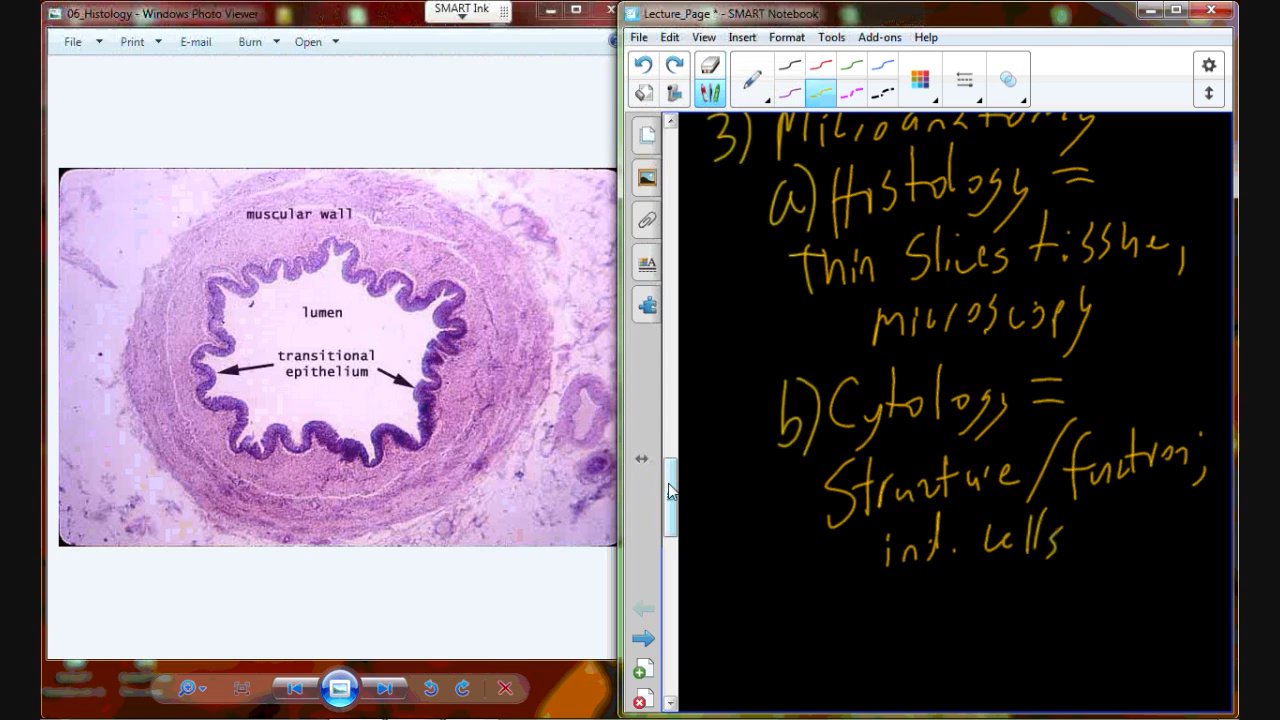 06_Histology - Windows Photo Viewer
SMART Ink
Lecture_Page * - SMART Notebook
File Print E-mail Burn Open
File Edit View Insert Format Tools Add-ons Help
muscular wall
lumen
transitional
epithelium
3) Microanatomy
a) Histology =
thin slices tissue,
microscopy
b) Cytology =
Structure/function;
ind. cells